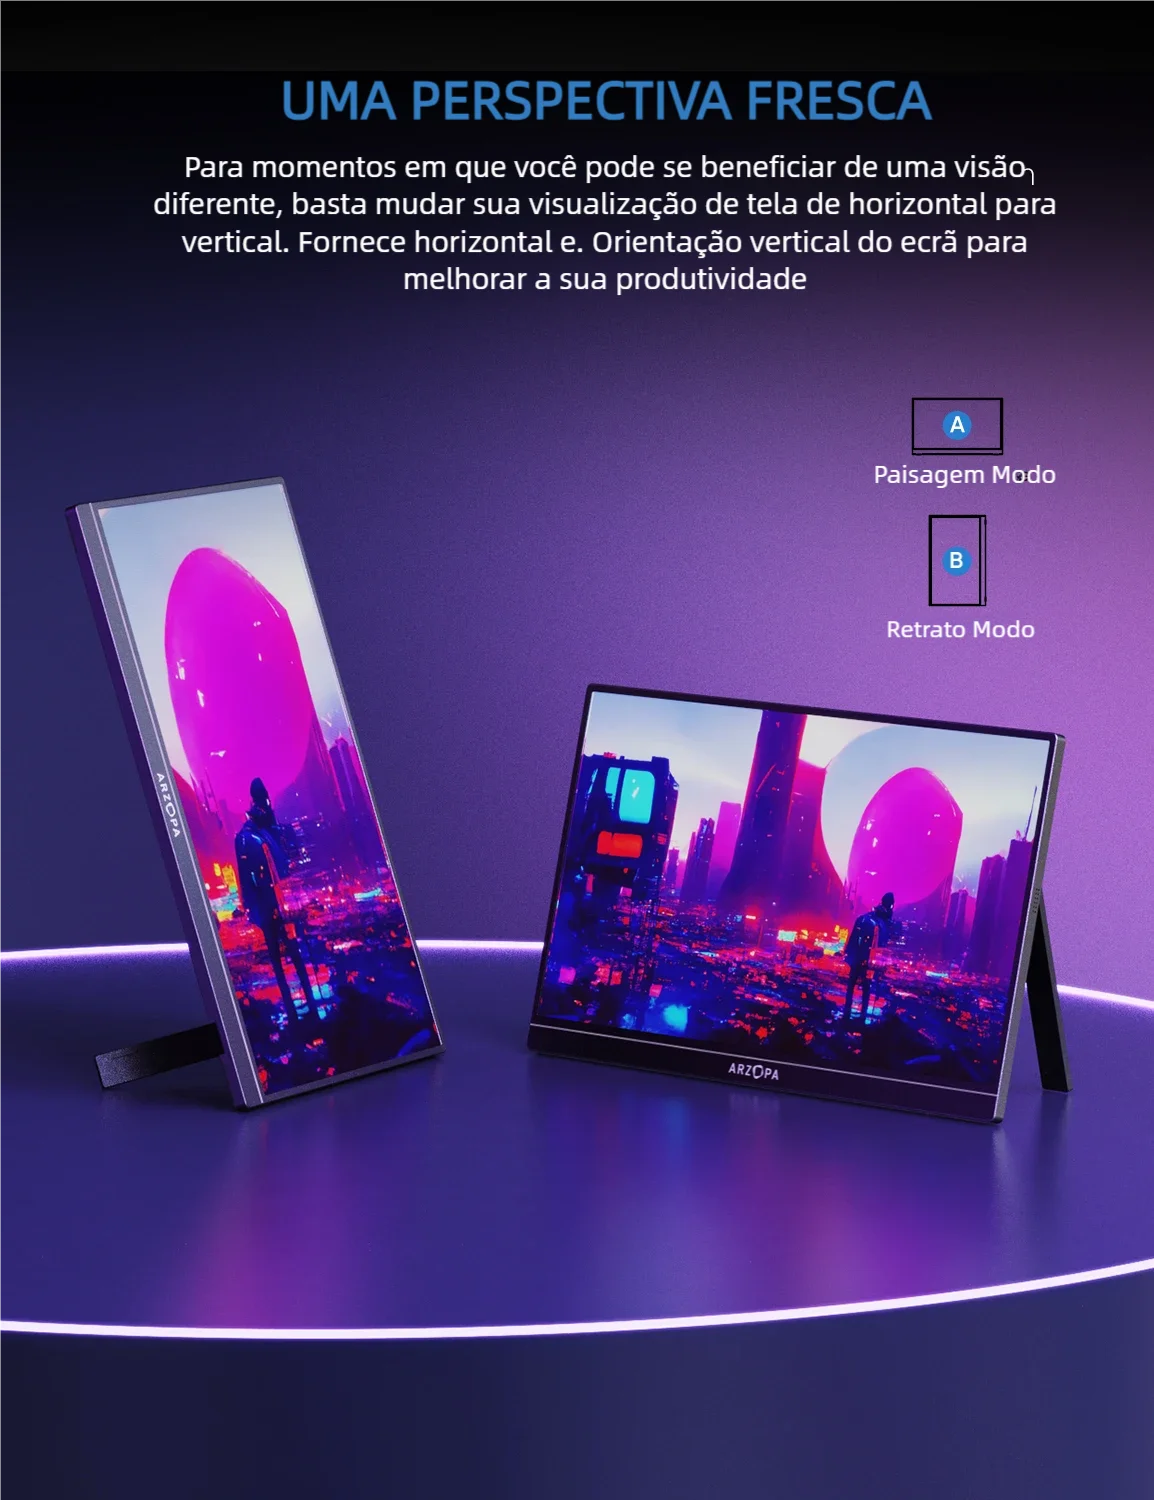 UMA PERSPECTIVA FRESCA
Para momentos em que você pode se beneficiar de uma visão
diferente, basta mudar sua visualização de tela de horizontal para
vertical. Fornece horizontal e. Orientação vertical do ecrã para
melhorar a sua produtividade
A
Paisagem Modo
B
Retrato Modo
ARZOPA
ARZOPA